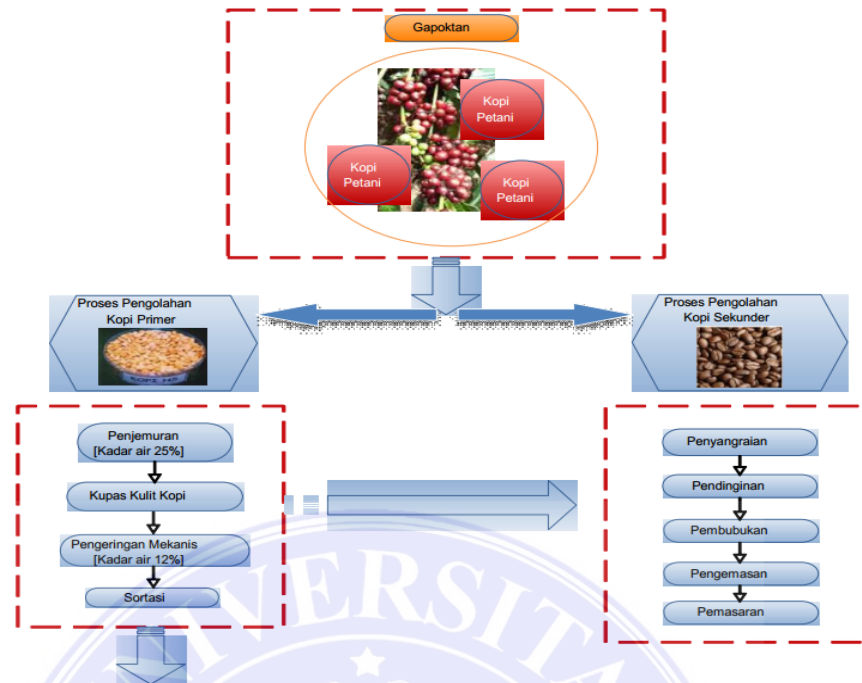 Gapoktan
Kopi
Petani
Kopi
Petani
Kopi
Petani
Proses Pengolahan
Kopi Primer
Proses Pengolahan
Kopi Sekunder
Penjemuran
[Kadar air 25%]
Kupas Kulit Kopi
Pengeringan Mekanis
[Kadar air 12%]
Sortasi
Penyangraian
Pendinginan
Pembubukan
Pengemasan
Pemasaran
VERSITA